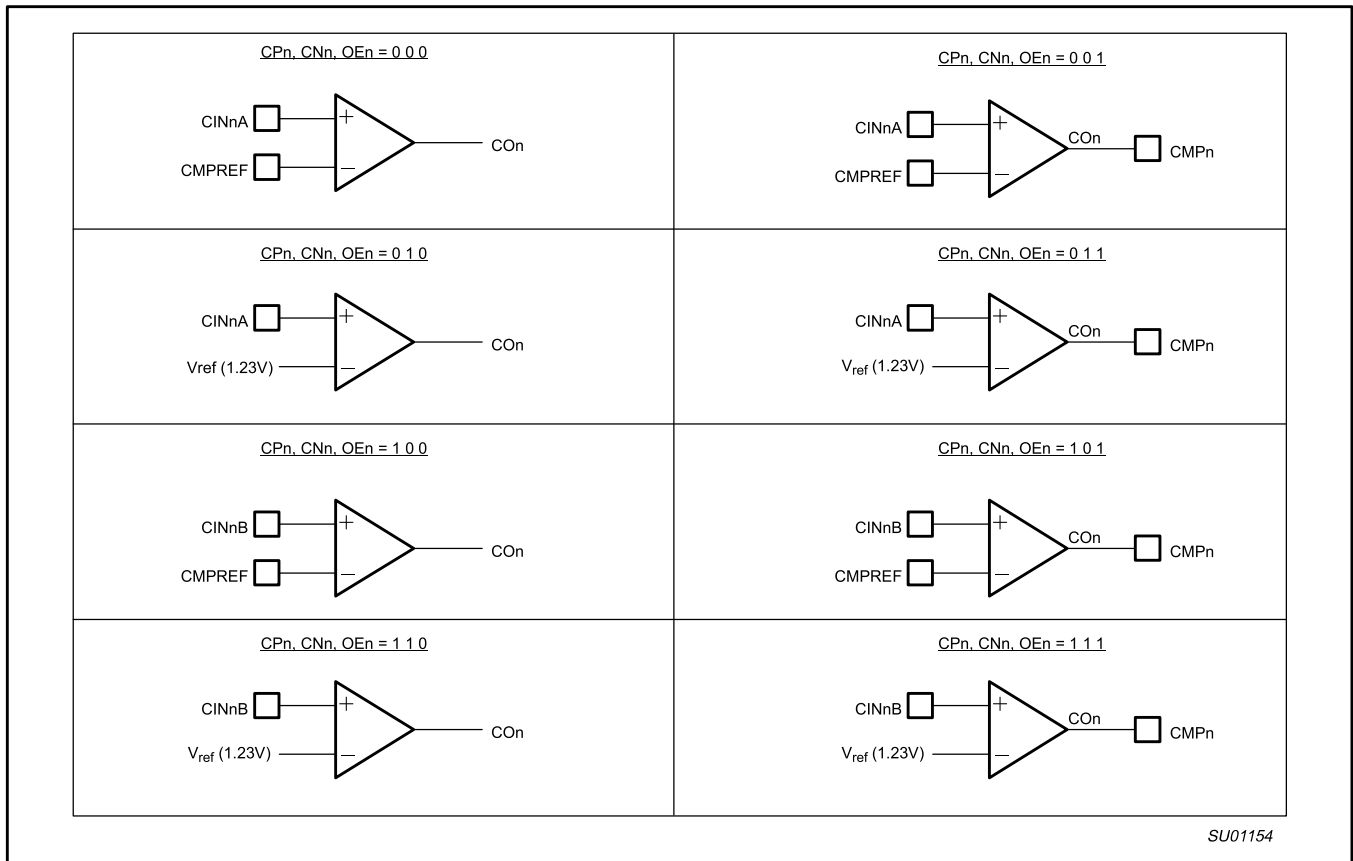 CPn, CNn, OEn = 0 0 0
CINnA
+
CMPREF
–
COn
CPn, CNn, OEn = 0 0 1
CINnA
+
CMPREF
–
COn
CMPn
CPn, CNn, OEn = 0 1 0
CINnA
+
Vref (1.23V)
–
COn
CPn, CNn, OEn = 0 1 1
CINnA
+
Vref (1.23V)
–
COn
CMPn
CPn, CNn, OEn = 1 0 0
CINnB
+
CMPREF
–
COn
CPn, CNn, OEn = 1 0 1
CINnB
+
CMPREF
–
COn
CMPn
CPn, CNn, OEn = 1 1 0
CINnB
+
Vref (1.23V)
–
COn
CPn, CNn, OEn = 1 1 1
CINnB
+
Vref (1.23V)
–
COn
CMPn
SU01154